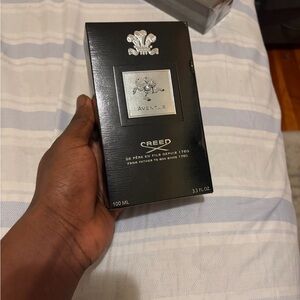 AVENTUS
CREED
DE PÈRE EN FILS DEPUIS 1760
FROM FATHER TO SON SINCE 1760
100 ML 3.3 FL.OZ